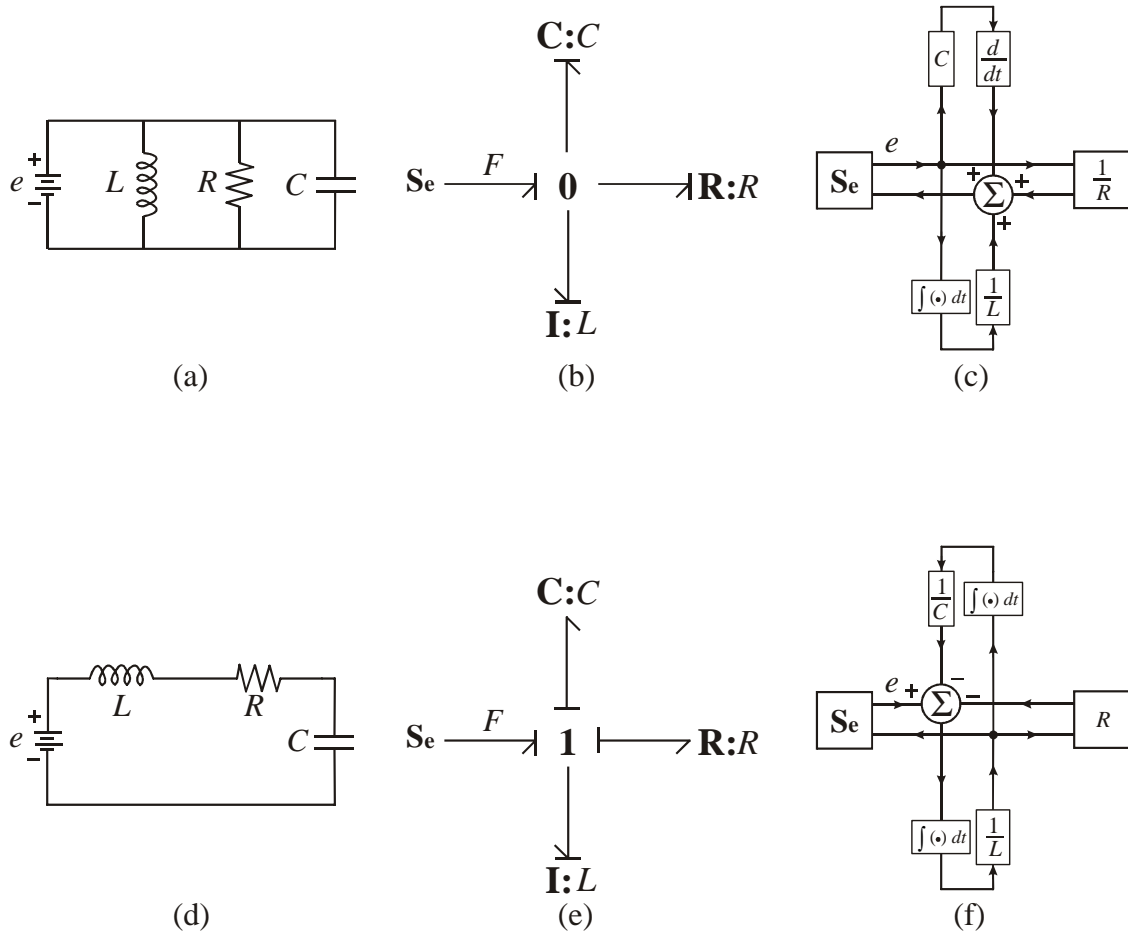 C:C
C
d/dt
e
L
R
C
Se
F
0
R:R
e
Se
+
+
+
Σ
1/R
∫(•) dt
1/L
I:L
(a)
(b)
(c)
C:C
1/C
∫(•) dt
e
L
R
C
Se
F
1
R:R
e
Se
+
−
−
Σ
R
∫(•) dt
1/L
I:L
(d)
(e)
(f)